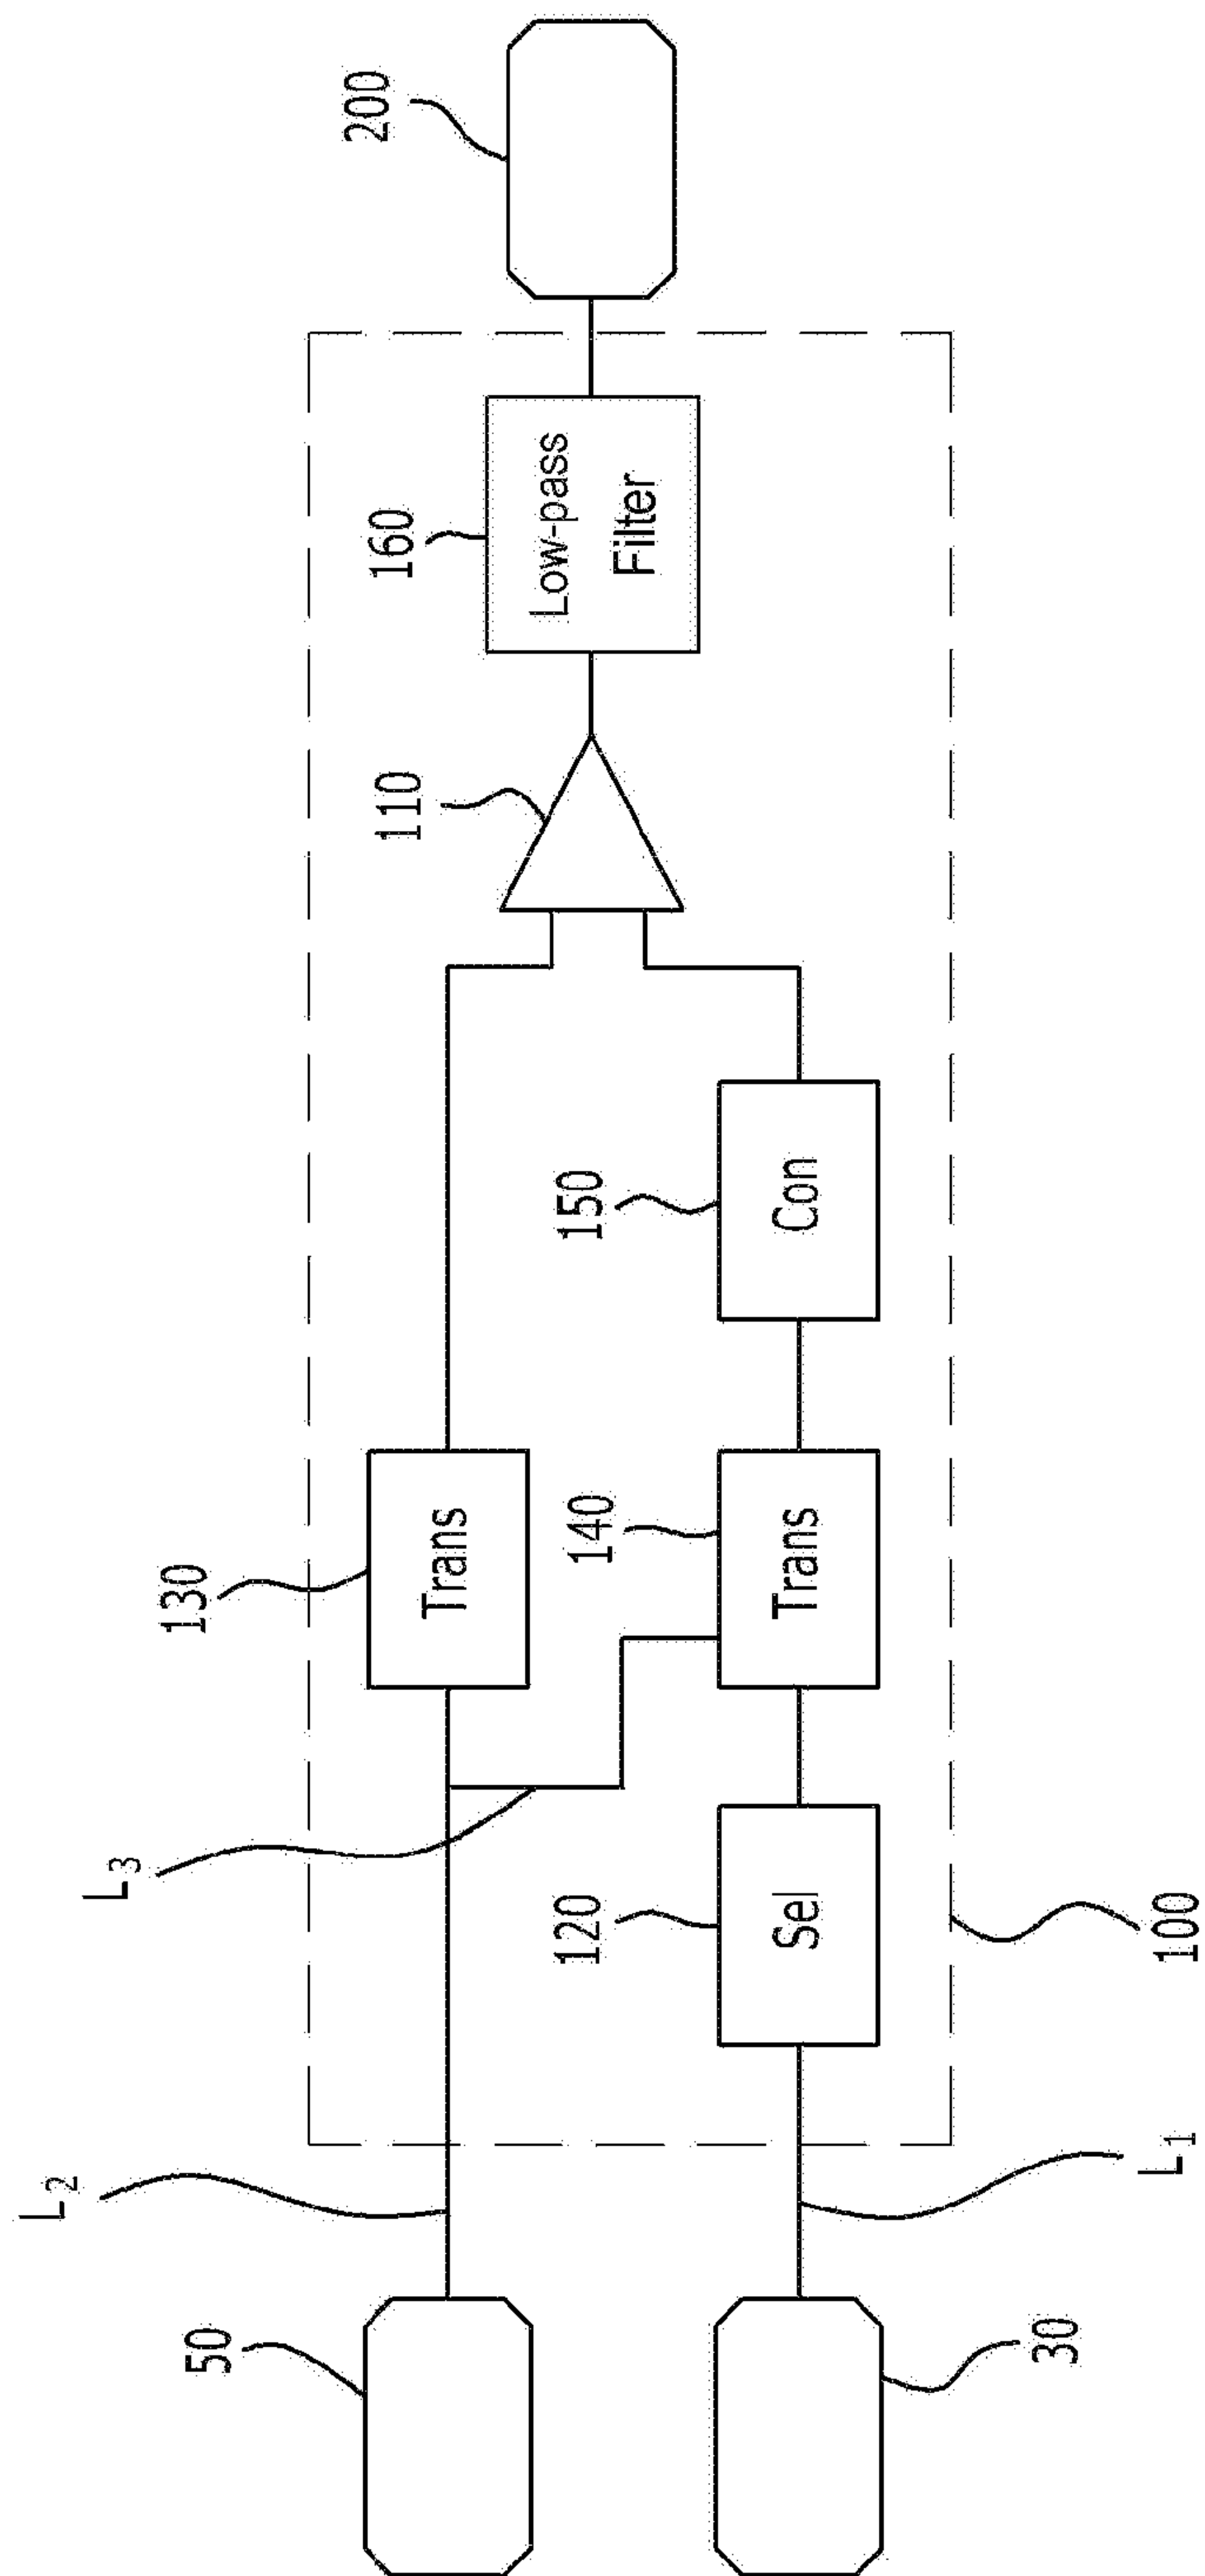 200
160
Low-pass
Filter
110
130
Trans
140
Trans
150
Con
120
Sel
L3
L2
50
L1
30
100